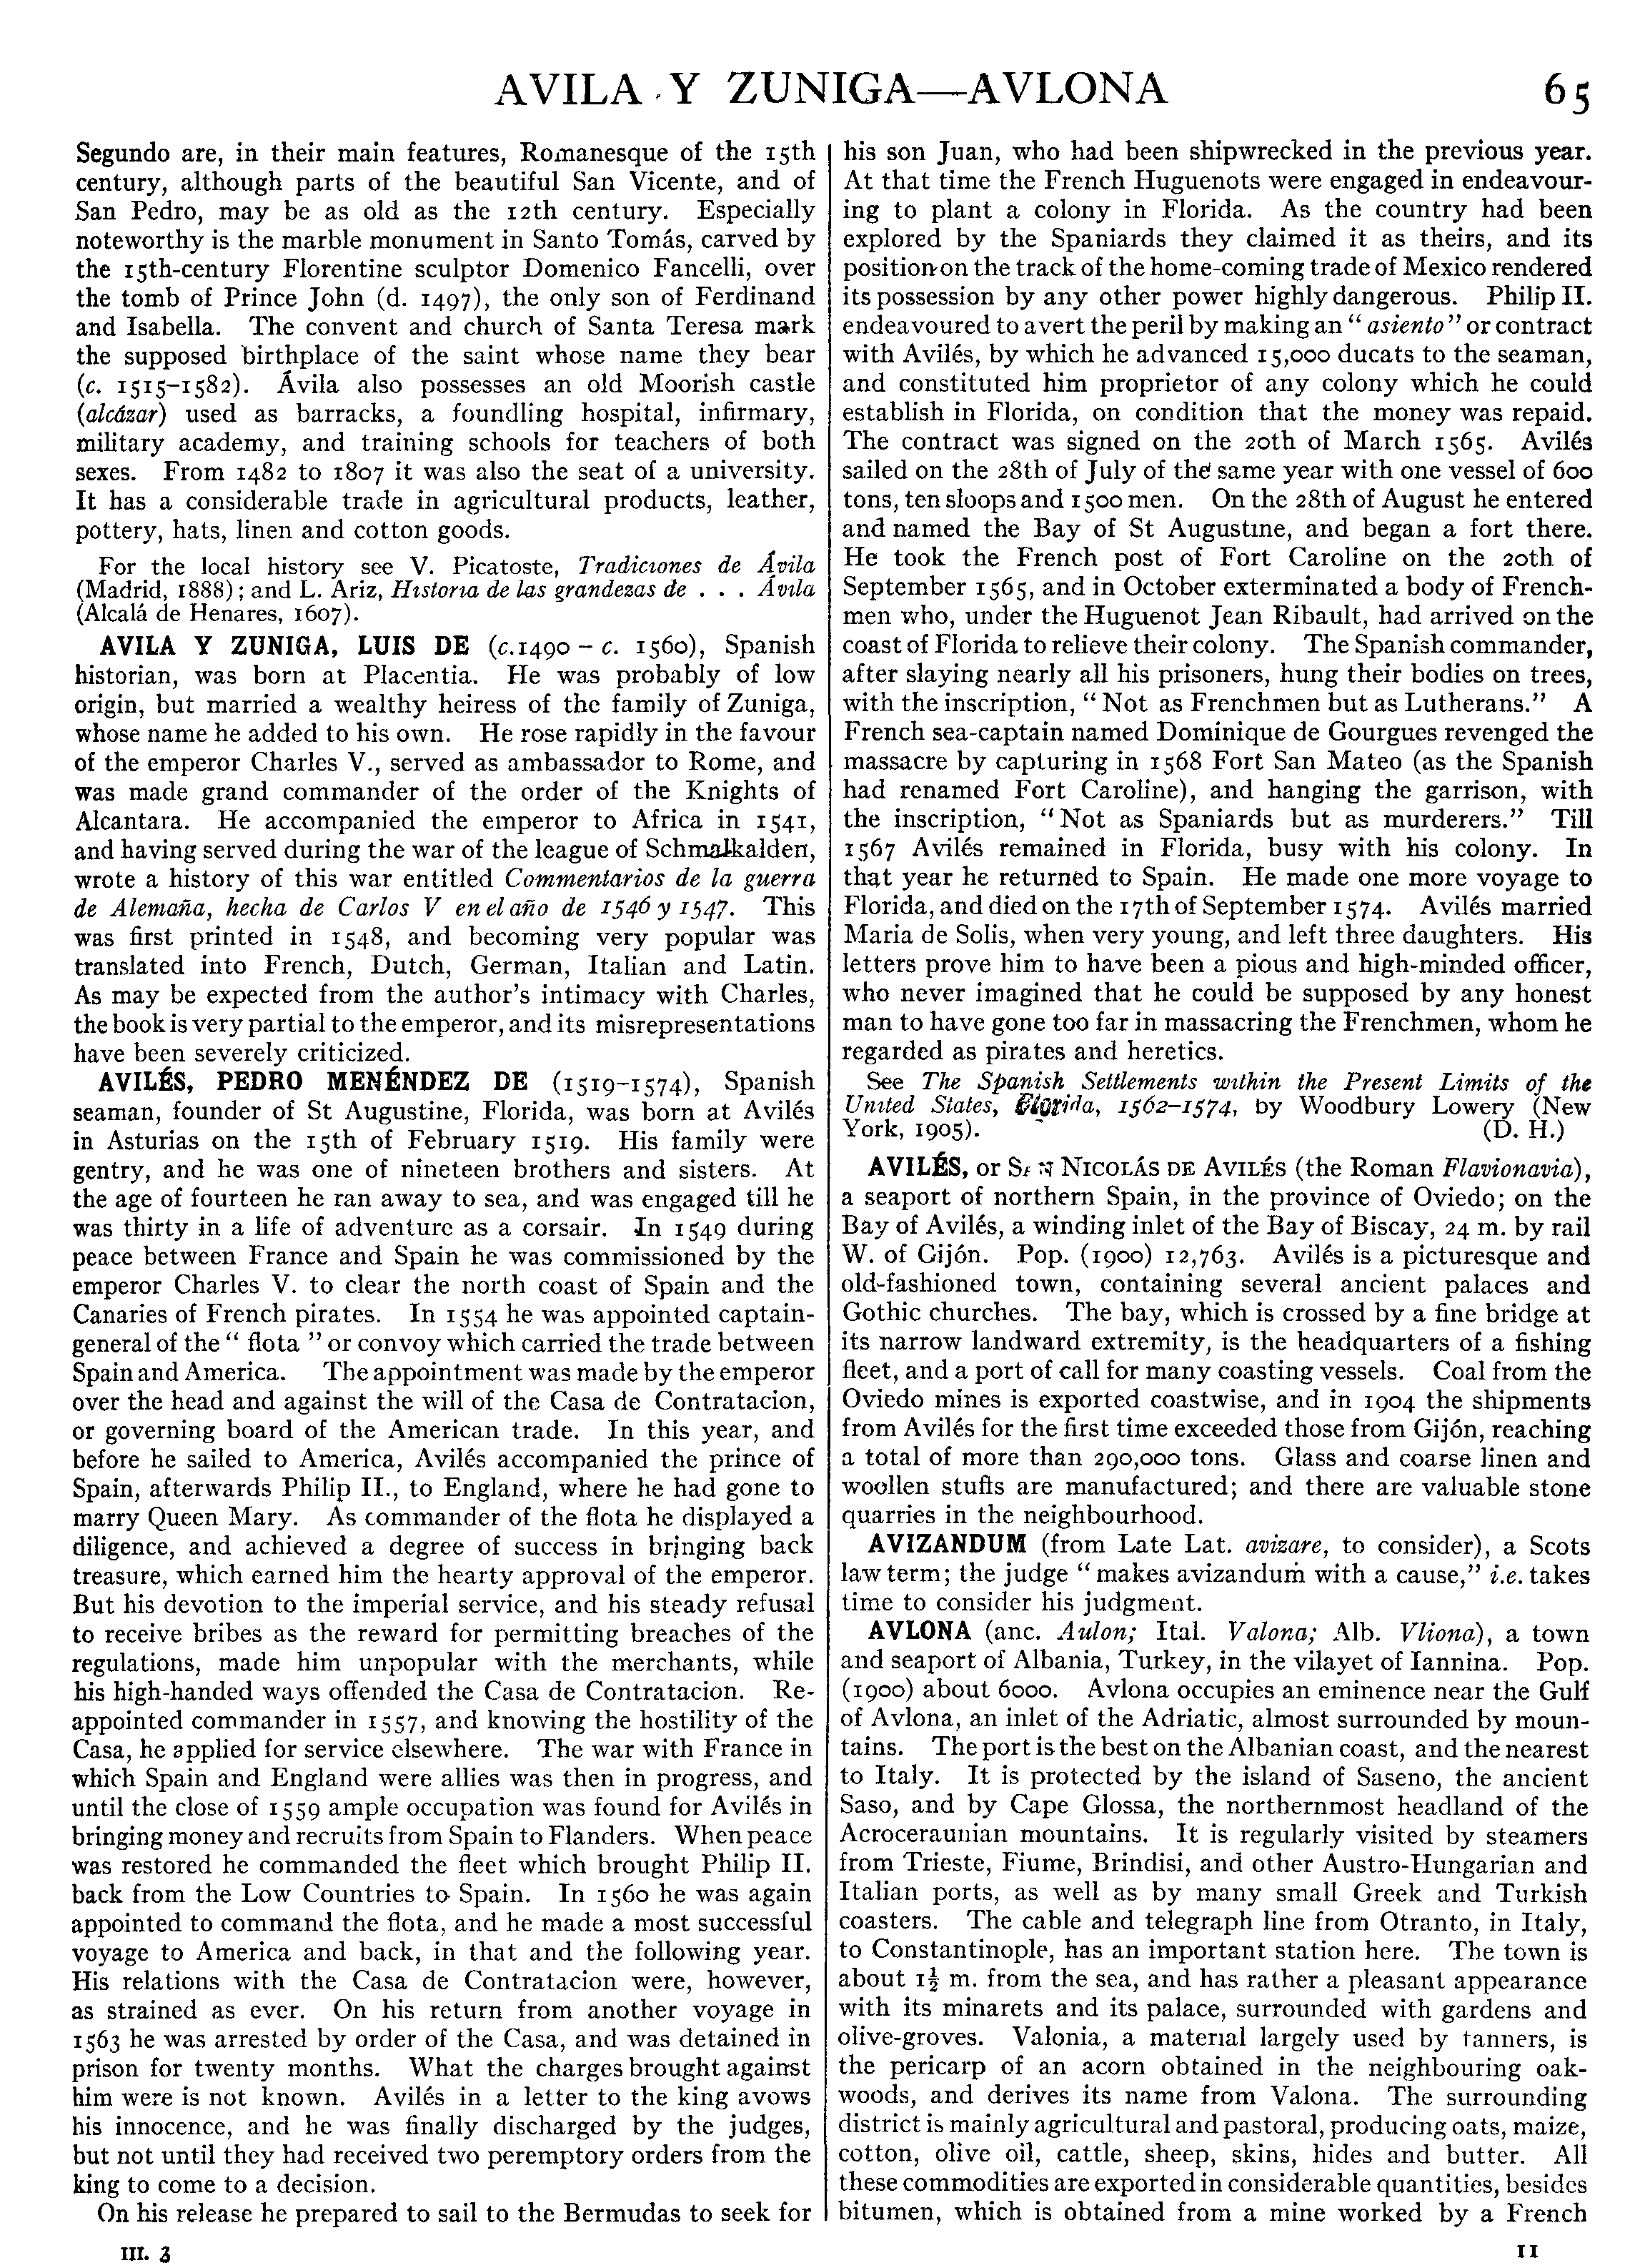 AVILA Y ZUNIGA—AVLONA
65
Segundo are, in their main features, Romanesque of the 15th
century, although parts of the beautiful San Vicente, and of
San Pedro, may be as old as the 12th century. Especially
noteworthy is the marble monument in Santo Tomás, carved by
the 15th-century Florentine sculptor Domenico Fancelli, over
the tomb of Prince John (d. 1497), the only son of Ferdinand
and Isabella. The convent and church of Santa Teresa mark
the supposed birthplace of the saint whose name they bear
(c. 1515–1582). Ávila also possesses an old Moorish castle
(alcázar) used as barracks, a foundling hospital, infirmary,
military academy, and training schools for teachers of both
sexes. From 1482 to 1807 it was also the seat of a university.
It has a considerable trade in agricultural products, leather,
pottery, hats, linen and cotton goods.
For the local history see V. Picatoste, Tradiciones de Ávila
(Madrid, 1888); and L. Ariz, Historia de las grandezas de . . . Ávila
(Alcalá de Henares, 1607).
AVILA Y ZUNIGA, LUIS DE (c.1490 – c. 1560), Spanish
historian, was born at Placentia. He was probably of low
origin, but married a wealthy heiress of the family of Zuniga,
whose name he added to his own. He rose rapidly in the favour
of the emperor Charles V., served as ambassador to Rome, and
was made grand commander of the order of the Knights of
Alcantara. He accompanied the emperor to Africa in 1541,
and having served during the war of the league of Schmalkalden,
wrote a history of this war entitled Commentarios de la guerra
de Alemaña, hecha de Carlos V en el año de 1546 y 1547. This
was first printed in 1548, and becoming very popular was
translated into French, Dutch, German, Italian and Latin.
As may be expected from the author's intimacy with Charles,
the book is very partial to the emperor, and its misrepresentations
have been severely criticized.
AVILÉS, PEDRO MENÉNDEZ DE (1519–1574), Spanish
seaman, founder of St Augustine, Florida, was born at Avilés
in Asturias on the 15th of February 1519. His family were
gentry, and he was one of nineteen brothers and sisters. At
the age of fourteen he ran away to sea, and was engaged till he
was thirty in a life of adventure as a corsair. In 1549 during
peace between France and Spain he was commissioned by the
emperor Charles V. to clear the north coast of Spain and the
Canaries of French pirates. In 1554 he was appointed captain-
general of the " flota " or convoy which carried the trade between
Spain and America. The appointment was made by the emperor
over the head and against the will of the Casa de Contratacion,
or governing board of the American trade. In this year, and
before he sailed to America, Avilés accompanied the prince of
Spain, afterwards Philip II., to England, where he had gone to
marry Queen Mary. As commander of the flota he displayed a
diligence, and achieved a degree of success in bringing back
treasure, which earned him the hearty approval of the emperor.
But his devotion to the imperial service, and his steady refusal
to receive bribes as the reward for permitting breaches of the
regulations, made him unpopular with the merchants, while
his high-handed ways offended the Casa de Contratacion. Re-
appointed commander in 1557, and knowing the hostility of the
Casa, he applied for service elsewhere. The war with France in
which Spain and England were allies was then in progress, and
until the close of 1559 ample occupation was found for Avilés in
bringing money and recruits from Spain to Flanders. When peace
was restored he commanded the fleet which brought Philip II.
back from the Low Countries to Spain. In 1560 he was again
appointed to command the flota, and he made a most successful
voyage to America and back, in that and the following year.
His relations with the Casa de Contratacion were, however,
as strained as ever. On his return from another voyage in
1563 he was arrested by order of the Casa, and was detained in
prison for twenty months. What the charges brought against
him were is not known. Avilés in a letter to the king avows
his innocence, and he was finally discharged by the judges,
but not until they had received two peremptory orders from the
king to come to a decision.
On his release he prepared to sail to the Bermudas to seek for
his son Juan, who had been shipwrecked in the previous year.
At that time the French Huguenots were engaged in endeavour-
ing to plant a colony in Florida. As the country had been
explored by the Spaniards they claimed it as theirs, and its
position on the track of the home-coming trade of Mexico rendered
its possession by any other power highly dangerous. Philip II.
endeavoured to avert the peril by making an " asiento " or contract
with Avilés, by which he advanced 15,000 ducats to the seaman,
and constituted him proprietor of any colony which he could
establish in Florida, on condition that the money was repaid.
The contract was signed on the 20th of March 1565. Avilés
sailed on the 28th of July of the same year with one vessel of 600
tons, ten sloops and 1500 men. On the 28th of August he entered
and named the Bay of St Augustine, and began a fort there.
He took the French post of Fort Caroline on the 20th of
September 1565, and in October exterminated a body of French-
men who, under the Huguenot Jean Ribault, had arrived on the
coast of Florida to relieve their colony. The Spanish commander,
after slaying nearly all his prisoners, hung their bodies on trees,
with the inscription, " Not as Frenchmen but as Lutherans." A
French sea-captain named Dominique de Gourgues revenged the
massacre by capturing in 1568 Fort San Mateo (as the Spanish
had renamed Fort Caroline), and hanging the garrison, with
the inscription, " Not as Spaniards but as murderers." Till
1567 Avilés remained in Florida, busy with his colony. In
that year he returned to Spain. He made one more voyage to
Florida, and died on the 17th of September 1574. Avilés married
Maria de Solis, when very young, and left three daughters. His
letters prove him to have been a pious and high-minded officer,
who never imagined that he could be supposed by any honest
man to have gone too far in massacring the Frenchmen, whom he
regarded as pirates and heretics.
See The Spanish Settlements within the Present Limits of the
United States, Florida, 1562–1574, by Woodbury Lowery (New
York, 1905). (D. H.)
AVILÉS, or SAN NICOLÁS DE AVILÉS (the Roman Flavionavia),
a seaport of northern Spain, in the province of Oviedo; on the
Bay of Avilés, a winding inlet of the Bay of Biscay, 24 m. by rail
W. of Gijón. Pop. (1900) 12,763. Avilés is a picturesque and
old-fashioned town, containing several ancient palaces and
Gothic churches. The bay, which is crossed by a fine bridge at
its narrow landward extremity, is the headquarters of a fishing
fleet, and a port of call for many coasting vessels. Coal from the
Oviedo mines is exported coastwise, and in 1904 the shipments
from Avilés for the first time exceeded those from Gijón, reaching
a total of more than 290,000 tons. Glass and coarse linen and
woollen stuffs are manufactured; and there are valuable stone
quarries in the neighbourhood.
AVIZANDUM (from Late Lat. avizare, to consider), a Scots
law term; the judge " makes avizandum with a cause," i.e. takes
time to consider his judgment.
AVLONA (anc. Aulon; Ital. Valona; Alb. Vliona), a town
and seaport of Albania, Turkey, in the vilayet of Iannina. Pop.
(1900) about 6000. Avlona occupies an eminence near the Gulf
of Avlona, an inlet of the Adriatic, almost surrounded by moun-
tains. The port is the best on the Albanian coast, and the nearest
to Italy. It is protected by the island of Saseno, the ancient
Saso, and by Cape Glossa, the northernmost headland of the
Acroceraunian mountains. It is regularly visited by steamers
from Trieste, Fiume, Brindisi, and other Austro-Hungarian and
Italian ports, as well as by many small Greek and Turkish
coasters. The cable and telegraph line from Otranto, in Italy,
to Constantinople, has an important station here. The town is
about 1½ m. from the sea, and has rather a pleasant appearance
with its minarets and its palace, surrounded with gardens and
olive-groves. Valonia, a material largely used by tanners, is
the pericarp of an acorn obtained in the neighbouring oak-
woods, and derives its name from Valona. The surrounding
district is mainly agricultural and pastoral, producing oats, maize,
cotton, olive oil, cattle, sheep, skins, hides and butter. All
these commodities are exported in considerable quantities, besides
bitumen, which is obtained from a mine worked by a French
III. 3
11